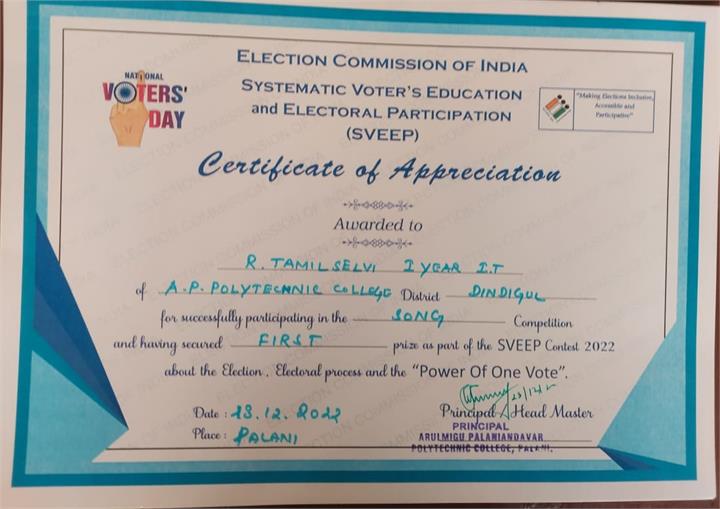 ELECTION COMMISSION OF INDIA
NATIONAL
VOTERS'
DAY
SYSTEMATIC VOTER'S EDUCATION
and ELECTORAL PARTICIPATION
(SVEEP)
"Making Elections Inclusive,
Accessible and
Participative"
Certificate of Appreciation
Awarded to
R. TAMILSELVI I YEAR I.T
of A.P. POLYTECHNIC COLLEGE District DINDIGUL
for successfully participating in the SONG Competition
and having secured FIRST prize as part of the SVEEP Contest 2022
about the Election, Electoral process and the "Power Of One Vote".
Date : 23.12.2022
Place : PALANI
Principal / Head Master
PRINCIPAL
ARULMIGU PALANIANDAVAR
POLYTECHNIC COLLEGE, PALANI.